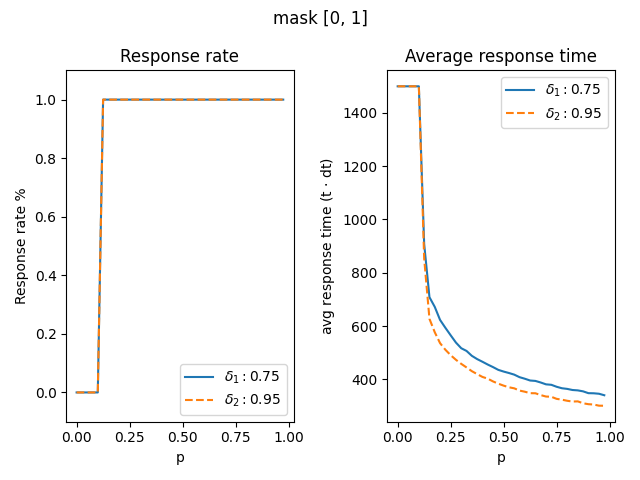 mask [0, 1]
Response rate
Response rate %
1.0
0.8
0.6
0.4
0.2
0.0
δ₁ : 0.75
δ₂ : 0.95
0.00 0.25 0.50 0.75 1.00
p
Average response time
avg response time (t · dt)
1400
1200
1000
800
600
400
δ₁ : 0.75
δ₂ : 0.95
0.00 0.25 0.50 0.75 1.00
p